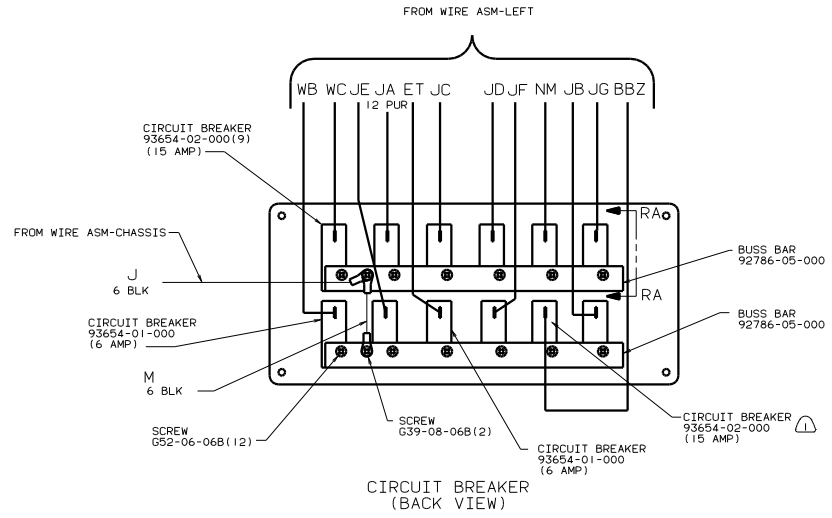 FROM WIRE ASM-LEFT
WB WC JE JA ET JC JD JF NM JB JG BBZ
12 PUR
CIRCUIT BREAKER
93654-02-000(9)
(15 AMP)
RA
FROM WIRE ASM-CHASSIS
BUSS BAR
92786-05-000
J
6 BLK
RA
CIRCUIT BREAKER
93654-01-000
(6 AMP)
BUSS BAR
92786-05-000
M
6 BLK
SCREW
G52-06-06B(12)
SCREW
G39-08-06B(2)
CIRCUIT BREAKER
93654-02-000
(15 AMP)
1
CIRCUIT BREAKER
93654-01-000
(6 AMP)
CIRCUIT BREAKER
(BACK VIEW)